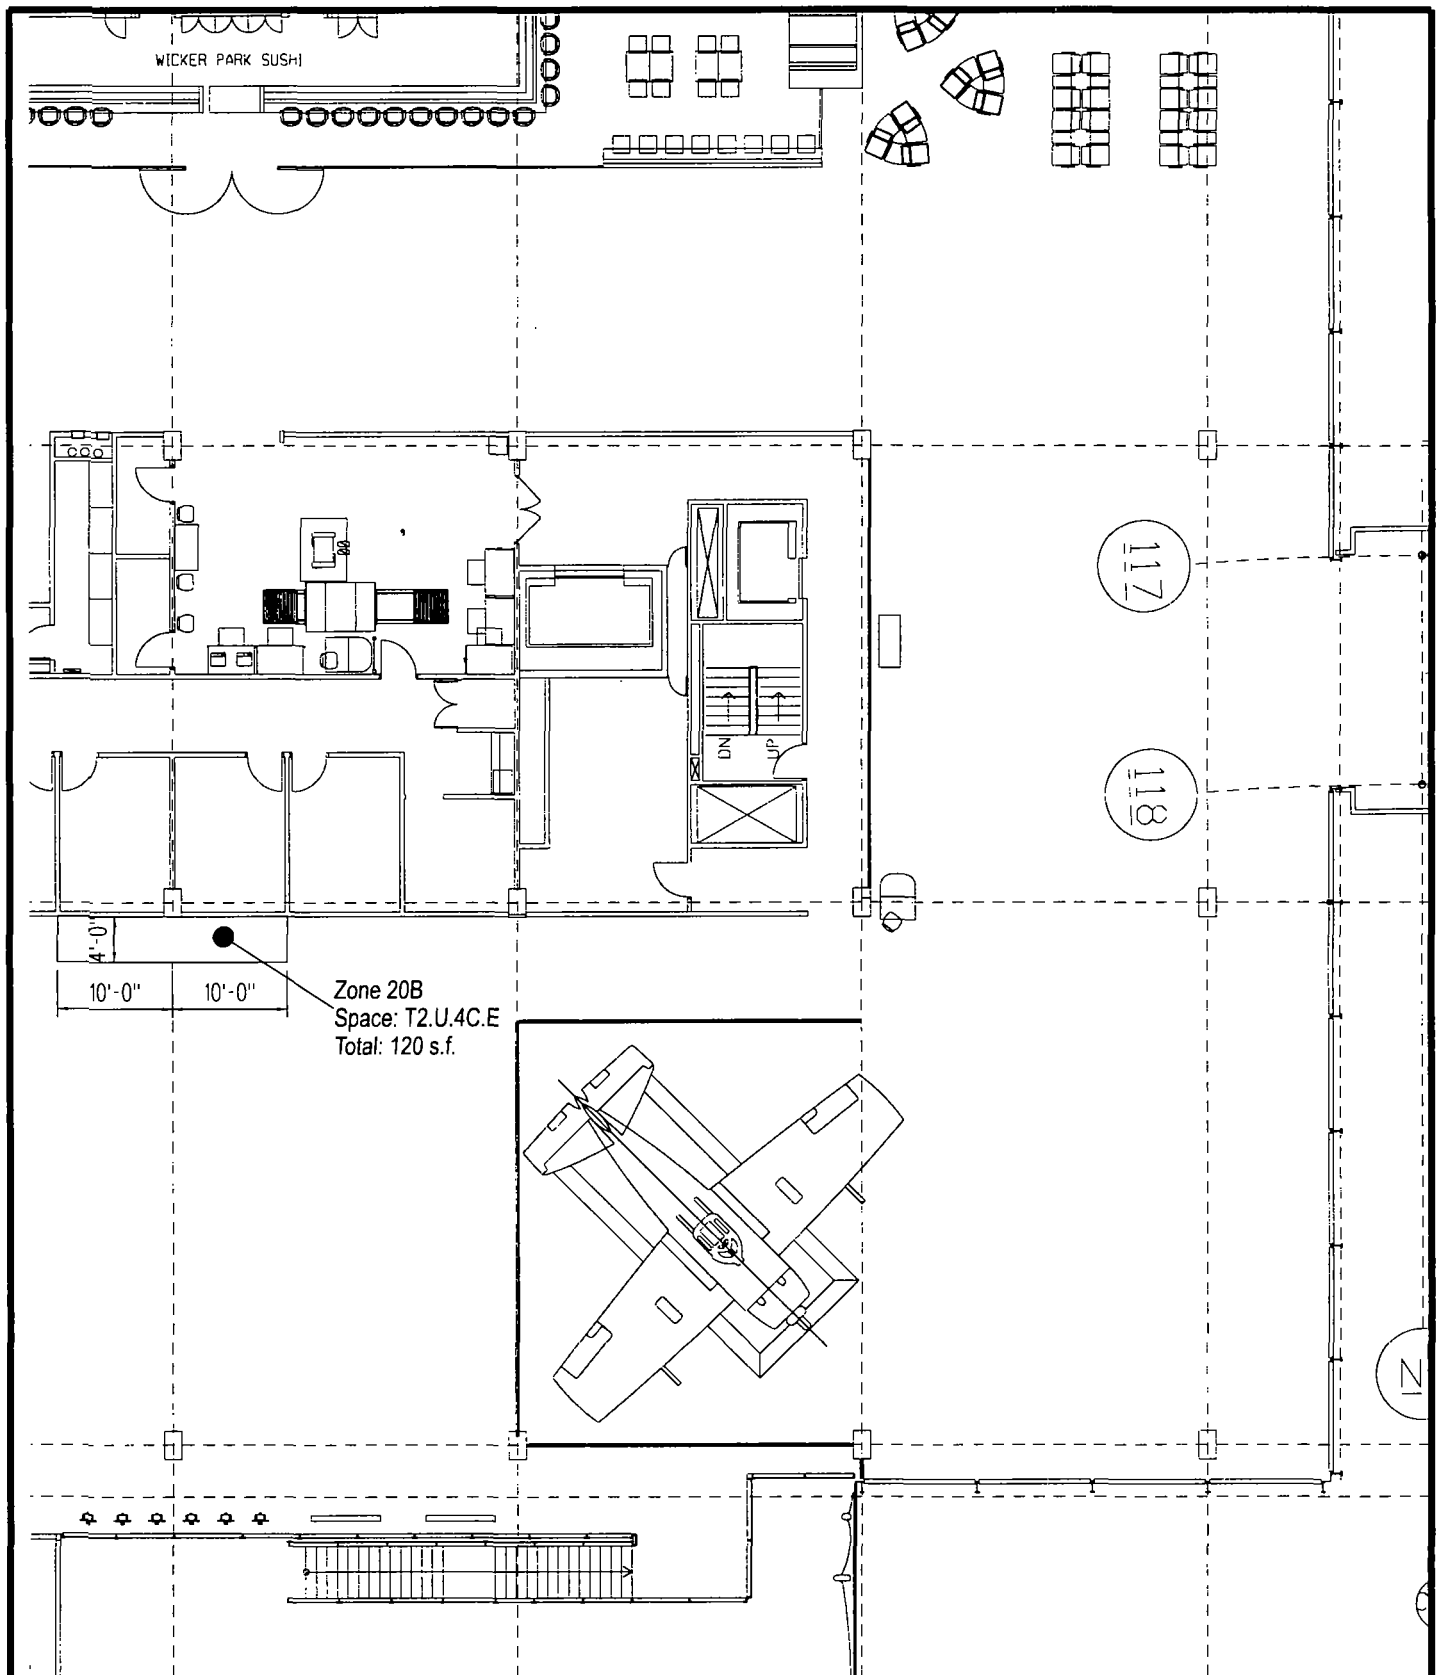 WICKER PARK SUSHI
117
DN
UP
118
4'-0"
10'-0"
10'-0"
Zone 20B
Space: T2.U.4C.E
Total: 120 s.f.
N